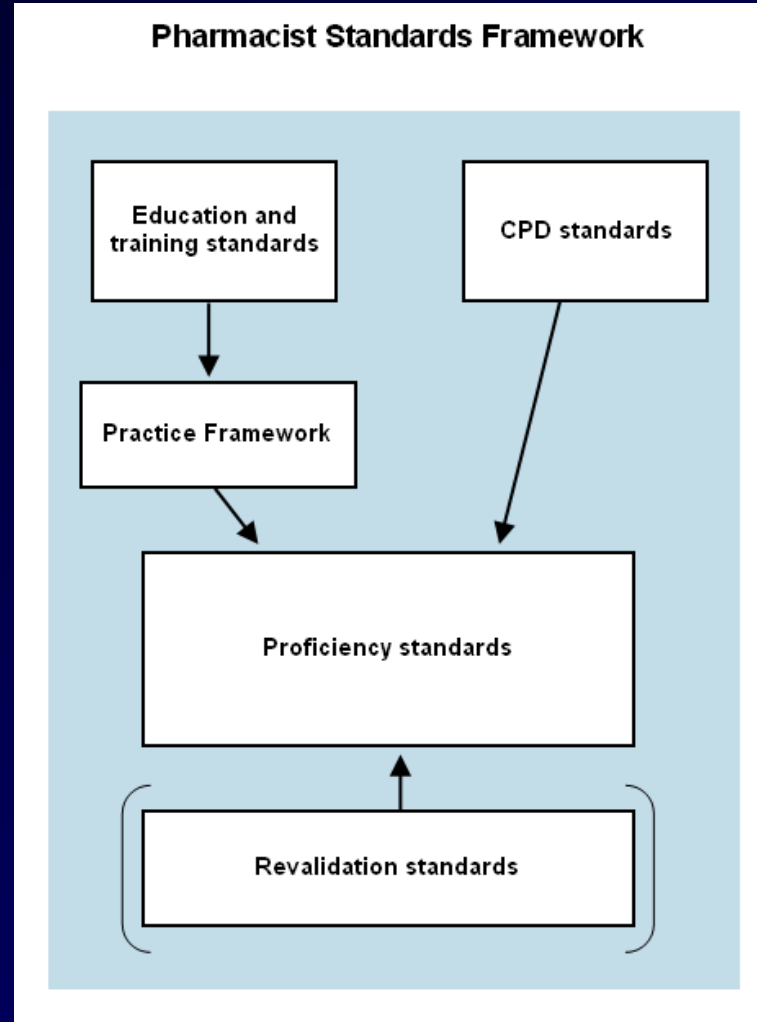 Pharmacist Standards Framework
Education and
training standards
CPD standards
Practice Framework
Proficiency standards
Revalidation standards